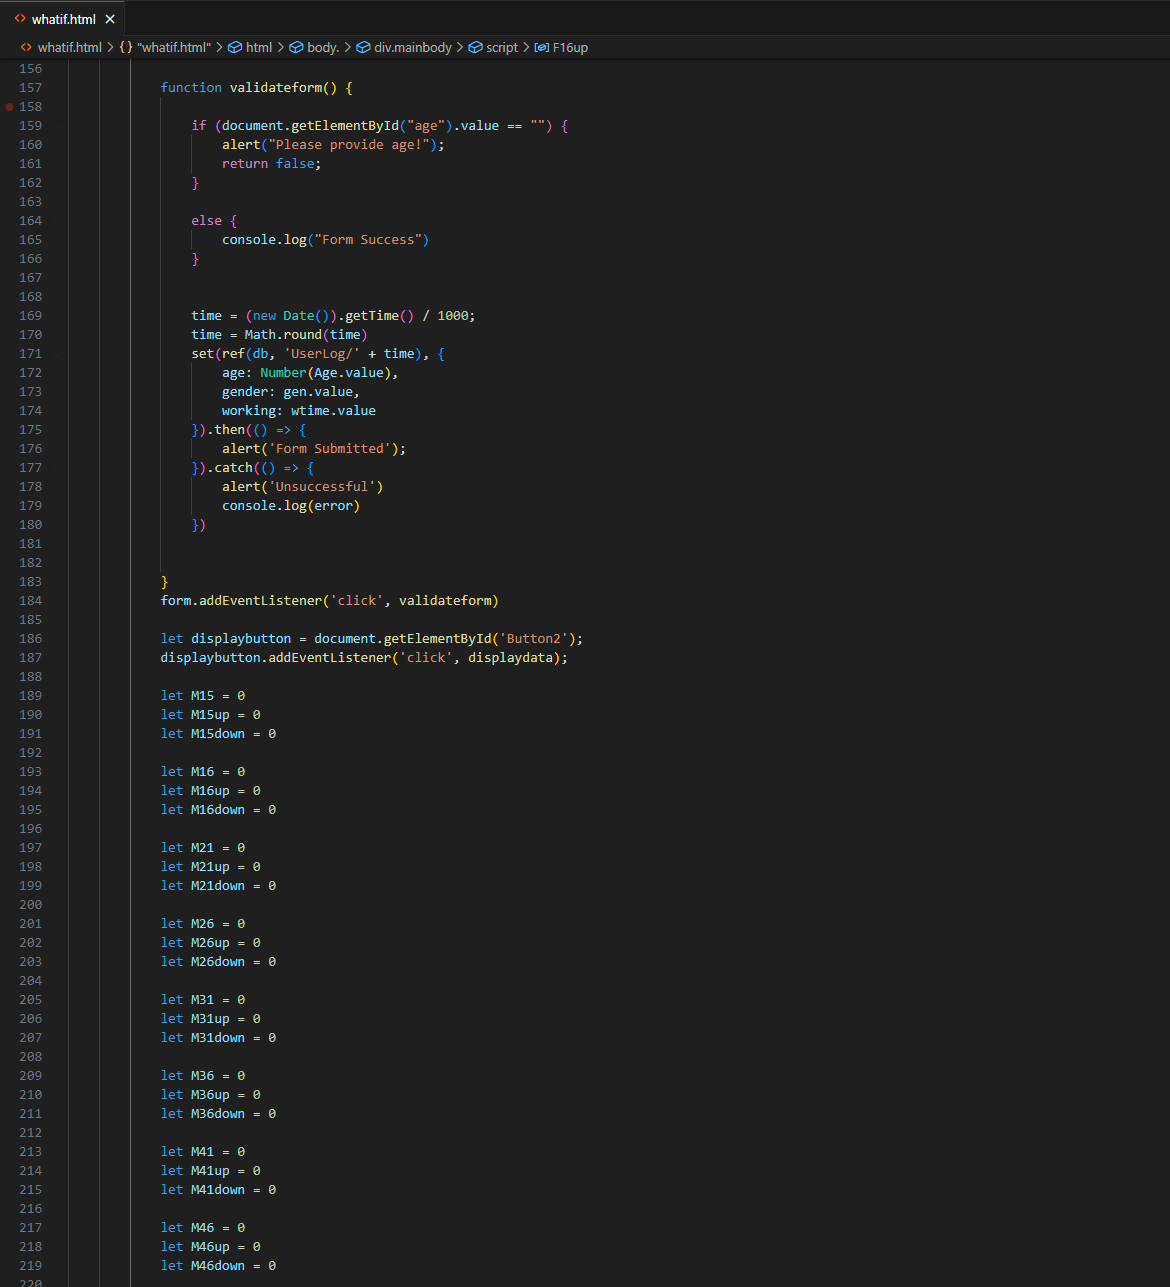 whatif.html
whatif.html > {} "whatif.html" > html > body. > div.mainbody > script > F16up
156
157 function validateform() {
158
159 if (document.getElementById("age").value == "") {
160 alert("Please provide age!");
161 return false;
162 }
163
164 else {
165 console.log("Form Success")
166 }
167
168
169 time = (new Date()).getTime() / 1000;
170 time = Math.round(time)
171 set(ref(db, 'UserLog/' + time), {
172 age: Number(Age.value),
173 gender: gen.value,
174 working: wtime.value
175 }).then(() => {
176 alert('Form Submitted');
177 }).catch(() => {
178 alert('Unsuccessful')
179 console.log(error)
180 })
181
182
183 }
184 form.addEventListener('click', validateform)
185
186 let displaybutton = document.getElementById('Button2');
187 displaybutton.addEventListener('click', displaydata);
188
189 let M15 = 0
190 let M15up = 0
191 let M15down = 0
192
193 let M16 = 0
194 let M16up = 0
195 let M16down = 0
196
197 let M21 = 0
198 let M21up = 0
199 let M21down = 0
200
201 let M26 = 0
202 let M26up = 0
203 let M26down = 0
204
205 let M31 = 0
206 let M31up = 0
207 let M31down = 0
208
209 let M36 = 0
210 let M36up = 0
211 let M36down = 0
212
213 let M41 = 0
214 let M41up = 0
215 let M41down = 0
216
217 let M46 = 0
218 let M46up = 0
219 let M46down = 0
220